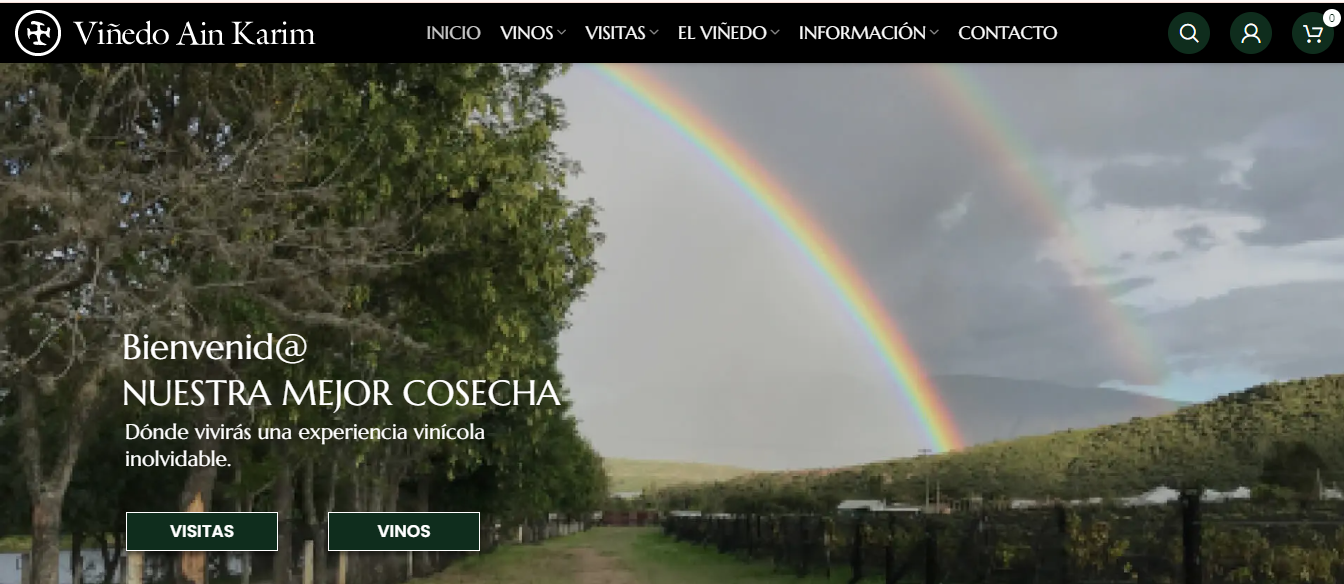 Viñedo Ain Karim
INICIO VINOS VISITAS EL VIÑEDO INFORMACIÓN CONTACTO
0
Bienvenid@
NUESTRA MEJOR COSECHA
Dónde vivirás una experiencia vinícola
inolvidable.
VISITAS VINOS